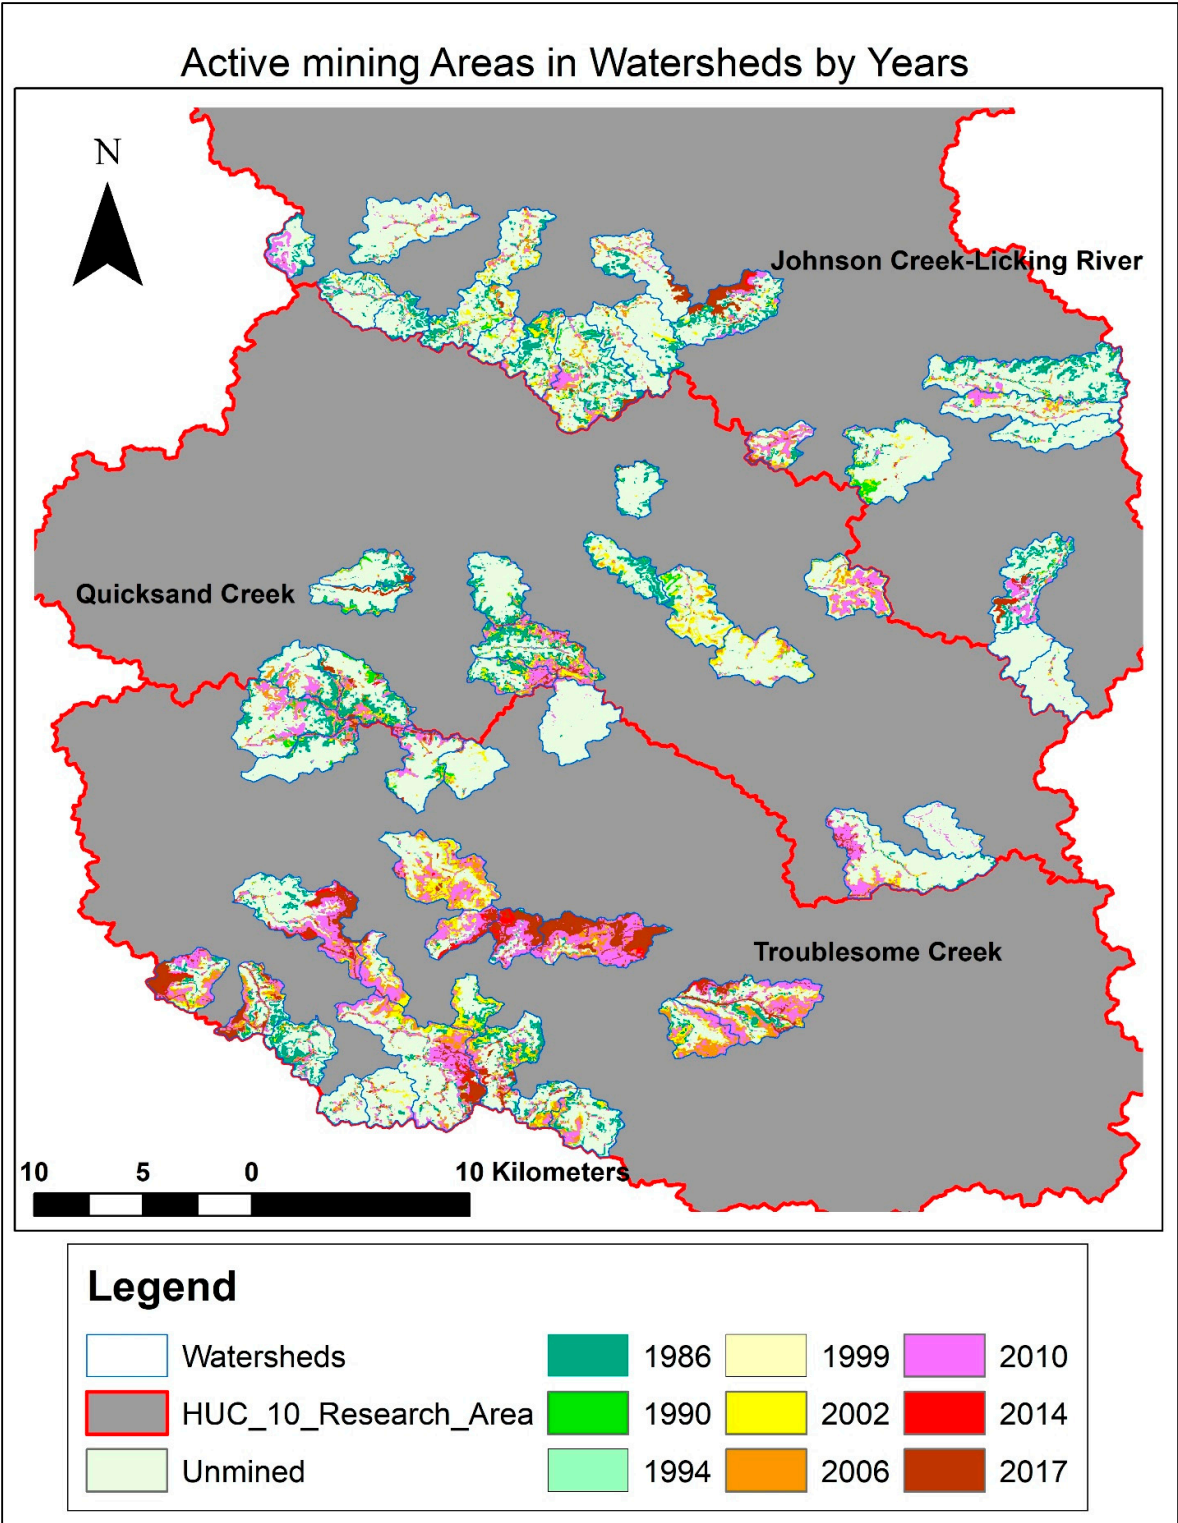 Active mining Areas in Watersheds by Years
N
Johnson Creek-Licking River
Quicksand Creek
Troublesome Creek
10 5 0 10 Kilometers
Legend
Watersheds
HUC_10_Research_Area
Unmined
1986
1990
1994
1999
2002
2006
2010
2014
2017